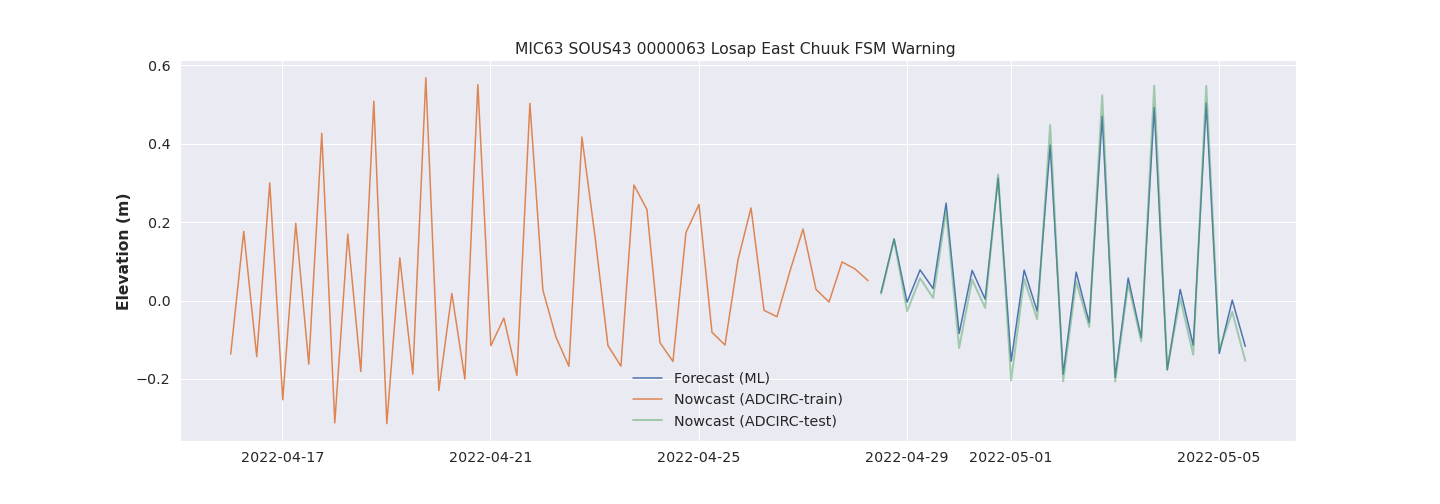 MIC63 SOUS43 0000063 Losap East Chuuk FSM Warning
Elevation (m)
0.6
0.4
0.2
0.0
−0.2
Forecast (ML)
Nowcast (ADCIRC-train)
Nowcast (ADCIRC-test)
2022-04-17 2022-04-21 2022-04-25 2022-04-29 2022-05-01 2022-05-05